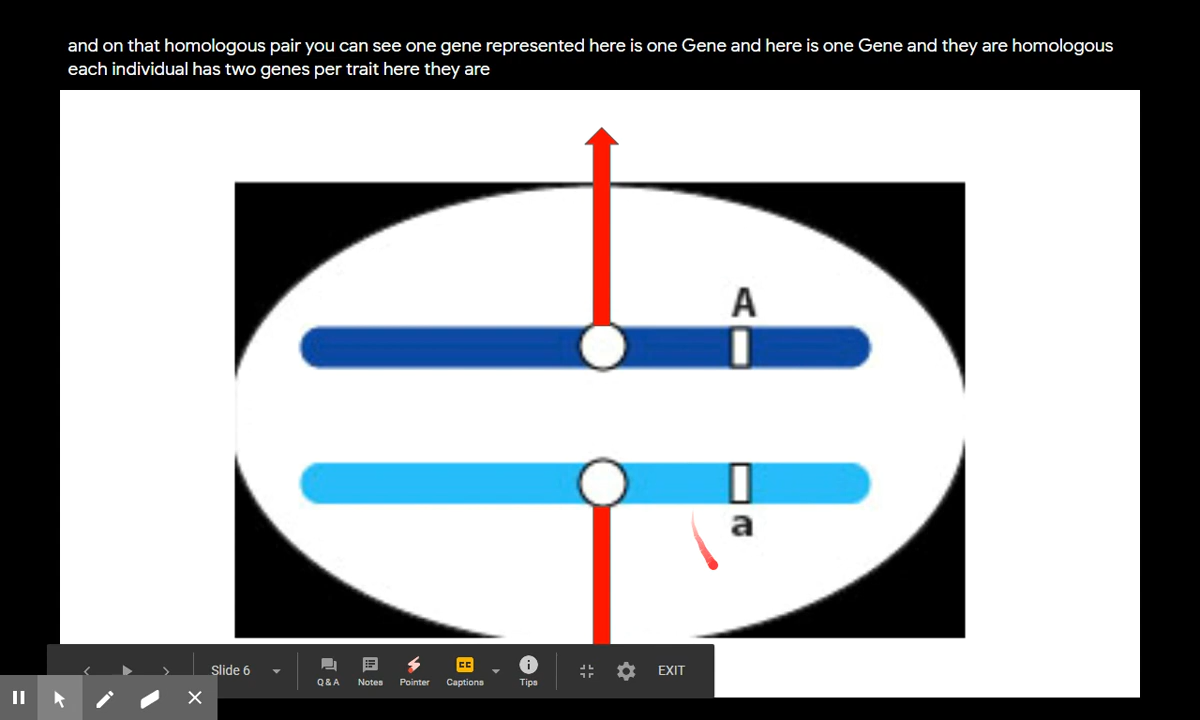 and on that homologous pair you can see one gene represented here is one Gene and here is one Gene and they are homologous
each individual has two genes per trait here they are
A
a
Slide 6
Q & A Notes Pointer CC Captions Tips EXIT